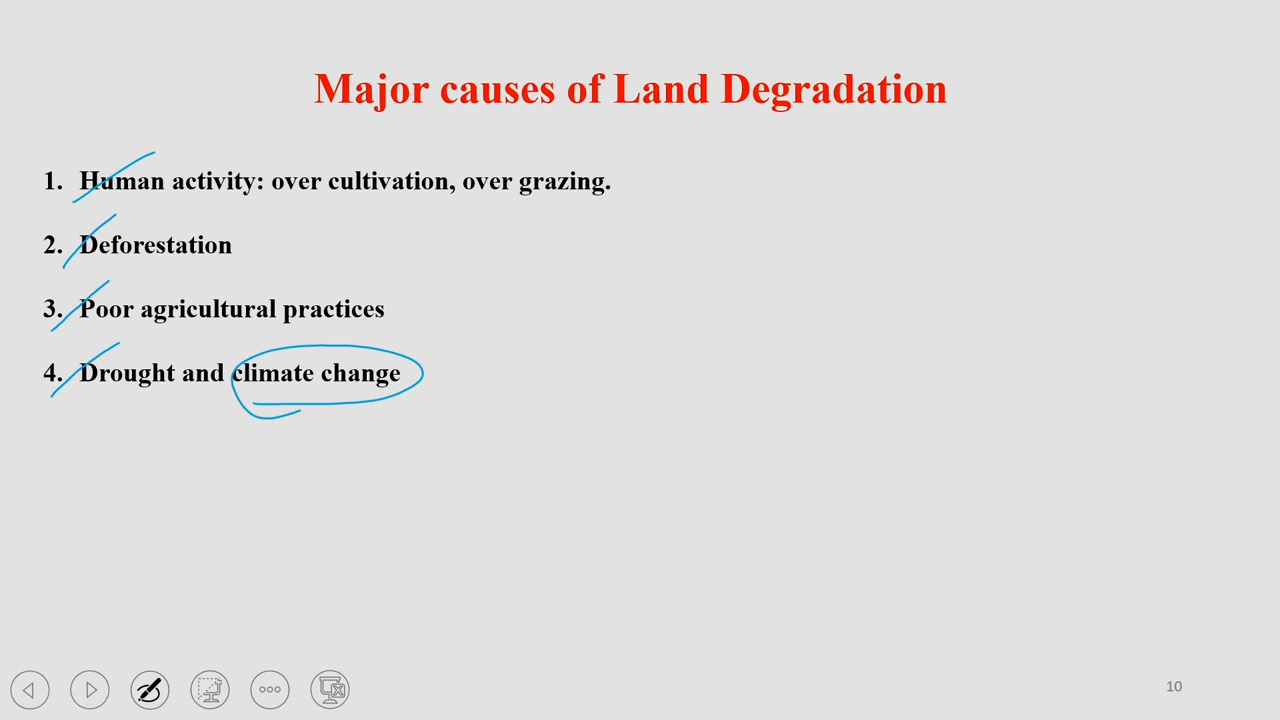 Major causes of Land Degradation
1. Human activity: over cultivation, over grazing.
2. Deforestation
3. Poor agricultural practices
4. Drought and climate change
10